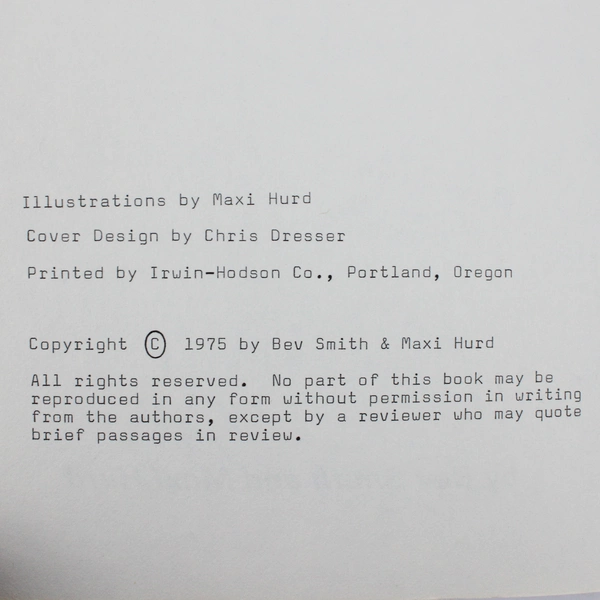 Illustrations by Maxi Hurd
Cover Design by Chris Dresser
Printed by Irwin-Hodson Co., Portland, Oregon
Copyright © 1975 by Bev Smith & Maxi Hurd
All rights reserved.  No part of this book may be
reproduced in any form without permission in writing
from the authors, except by a reviewer who may quote
brief passages in review.